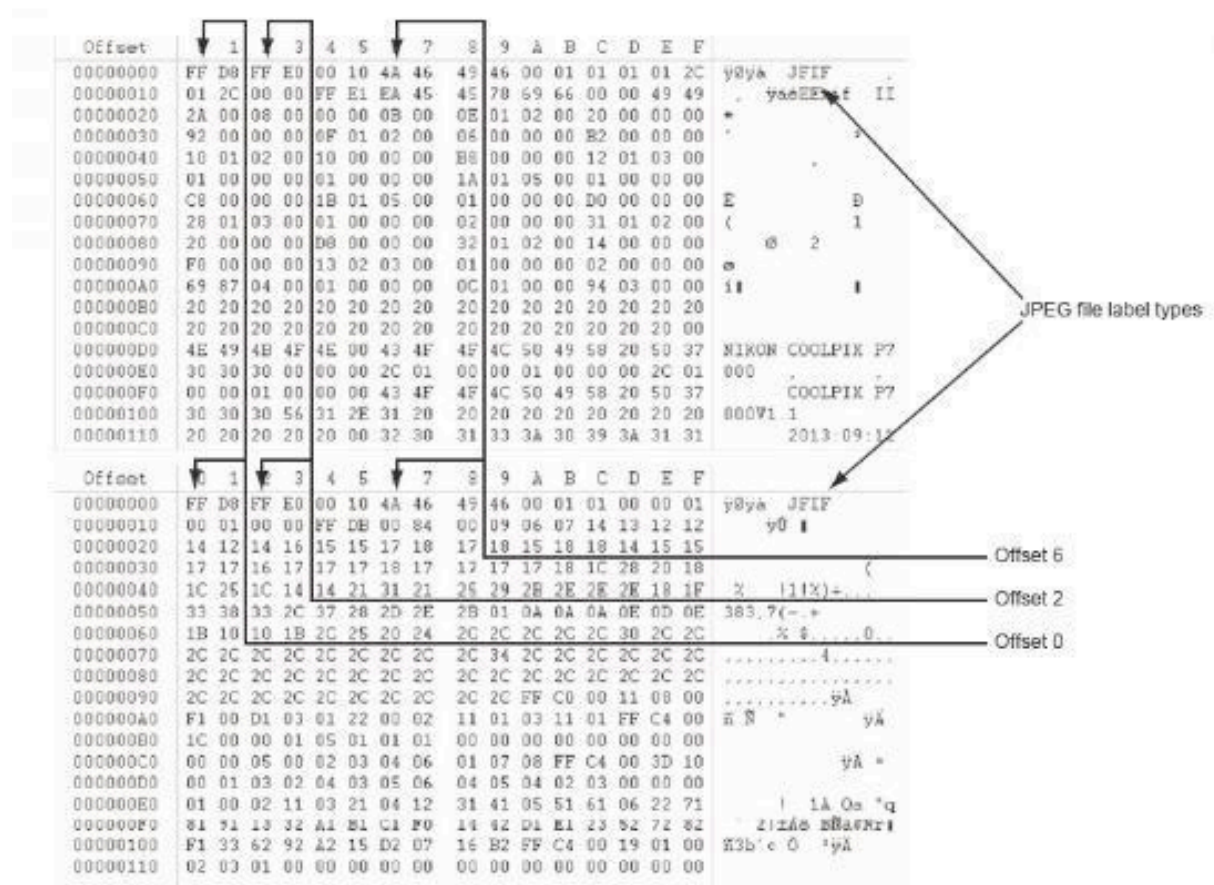 Offset 1 3 4 5 7 8 9 A B C D E F
00000000 FF D8 FF E0 00 10 4A 46 49 46 00 01 01 01 01 2C ÿØÿà JFIF
00000010 01 2C 00 00 FF E1 EA 45 45 78 69 66 00 00 49 49 . II
00000020 2A 00 08 00 00 00 0B 00 0E 01 02 00 20 00 00 00 *
00000030 92 00 00 00 0F 01 02 00 06 00 00 00 B2 00 00 00 ' ²
00000040 10 01 02 00 10 00 00 00 B8 00 00 00 12 01 03 00 ¸
00000050 01 00 00 00 01 00 00 00 1A 01 05 00 01 00 00 00
00000060 C8 00 00 00 1B 01 05 00 01 00 00 00 D0 00 00 00 È Ð
00000070 28 01 03 00 01 00 00 00 02 00 00 00 31 01 02 00 ( 1
00000080 20 00 00 00 D8 00 00 00 32 01 02 00 14 00 00 00 Ø 2
00000090 F8 00 00 00 13 02 03 00 01 00 00 00 02 00 00 00 ø
000000A0 69 87 04 00 01 00 00 00 0C 01 00 00 94 03 00 00 i
000000B0 20 20 20 20 20 20 20 20 20 20 20 20 20 20 20 20
000000C0 20 20 20 20 20 20 20 20 20 20 20 20 20 20 20 00
000000D0 4E 49 4B 4F 4E 00 43 4F 4F 4C 50 49 58 20 50 37 NIKON COOLPIX P7
000000E0 30 30 30 00 00 00 2C 01 00 00 01 00 00 00 2C 01 000 , ,
000000F0 00 00 01 00 00 00 43 4F 4F 4C 50 49 58 20 50 37 COOLPIX P7
00000100 30 30 30 56 31 2E 31 20 20 20 20 20 20 20 20 20 000V1.1
00000110 20 20 20 20 20 00 32 30 31 33 3A 30 39 3A 31 31 2013:09:11
JPEG file label types
Offset 1 3 4 5 7 8 9 A B C D E F
00000000 FF D8 FF E0 00 10 4A 46 49 46 00 01 01 00 00 01 ÿØÿà JFIF
00000010 00 01 00 00 FF DB 00 84 00 09 06 07 14 13 12 12 ÿÛ
00000020 14 12 14 16 15 15 17 18 17 18 15 18 18 14 15 15
00000030 17 17 16 17 17 17 18 17 17 17 17 18 1C 28 20 18 (
00000040 1C 25 1C 14 14 21 31 21 25 29 2B 2E 2E 2E 18 1F % !1!%)+...
00000050 33 38 33 2C 37 28 2D 2E 2B 01 0A 0A 0A 0E 0D 0E 383,7(-.+
00000060 1B 10 10 1B 2C 25 20 24 2C 2C 2C 2C 2C 30 2C 2C ,% $,,,,,0,,
00000070 2C 2C 2C 2C 2C 2C 2C 2C 2C 34 2C 2C 2C 2C 2C 2C ,,,,,,,,,4,,,,,,
00000080 2C 2C 2C 2C 2C 2C 2C 2C 2C 2C 2C 2C 2C 2C 2C 2C ,,,,,,,,,,,,,,,,
00000090 2C 2C 2C 2C 2C 2C 2C 2C 2C 2C FF C0 00 11 08 00 ,,,,,,,,,,ÿÀ
000000A0 F1 00 D1 03 01 22 00 02 11 01 03 11 01 FF C4 00 ñ Ñ " ÿÄ
000000B0 1C 00 00 01 05 01 01 01 00 00 00 00 00 00 00 00
000000C0 00 00 05 00 02 03 04 06 01 07 08 FF C4 00 3D 10 ÿÄ =
000000D0 00 01 03 02 04 03 05 06 04 05 04 02 03 00 00 00
000000E0 01 00 02 11 03 21 04 12 31 41 05 51 61 06 22 71 ! 1A Qa "q
000000F0 81 91 13 32 A1 B1 C1 F0 14 42 D1 E1 23 52 72 82
00000100 F1 33 62 92 A2 15 D2 07 16 B2 FF C4 00 19 01 00 ñ3b'¢ Ò ²ÿÄ
00000110 02 03 01 00 00 00 00 00 00 00 00 00 00 00 00 00
Offset 6
Offset 2
Offset 0